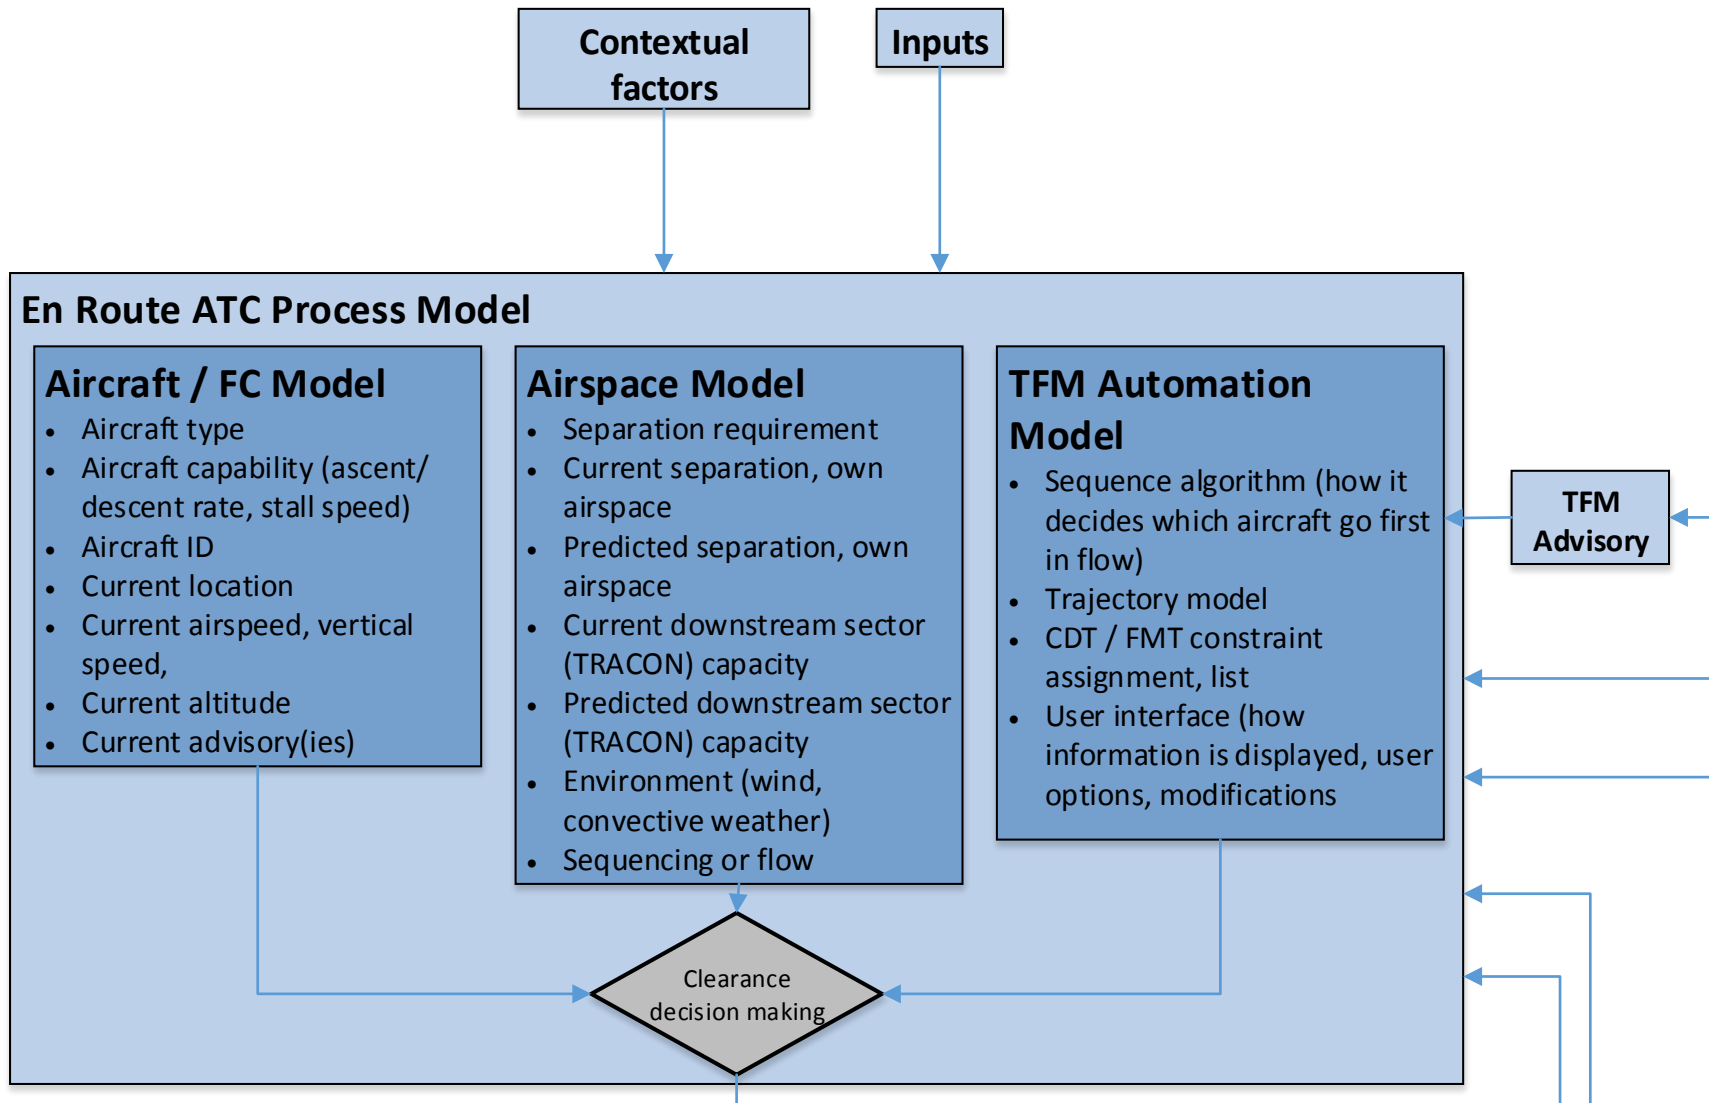 Contextual
factors
Inputs
En Route ATC Process Model
Aircraft / FC Model
• Aircraft type
• Aircraft capability (ascent/
descent rate, stall speed)
• Aircraft ID
• Current location
• Current airspeed, vertical
speed,
• Current altitude
• Current advisory(ies)
Airspace Model
• Separation requirement
• Current separation, own
airspace
• Predicted separation, own
airspace
• Current downstream sector
(TRACON) capacity
• Predicted downstream sector
(TRACON) capacity
• Environment (wind,
convective weather)
• Sequencing or flow
TFM Automation
Model
• Sequence algorithm (how it
decides which aircraft go first
in flow)
• Trajectory model
• CDT / FMT constraint
assignment, list
• User interface (how
information is displayed, user
options, modifications
TFM
Advisory
Clearance
decision making